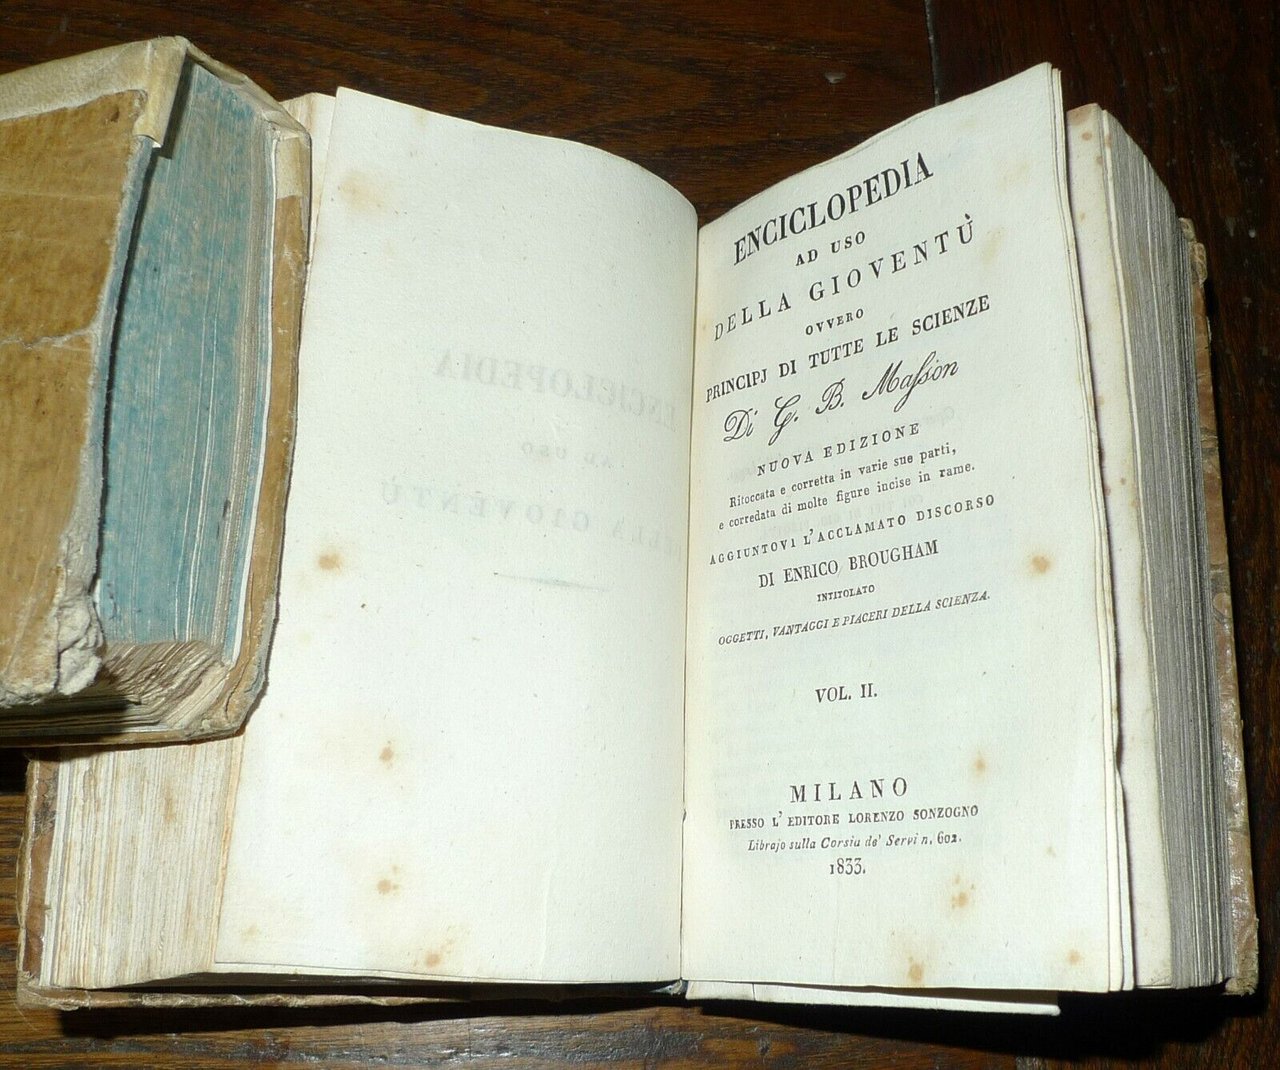 ENCICLOPEDIA
AD USO
DELLA GIOVENTÙ
OVVERO
PRINCIPJ DI TUTTE LE SCIENZE
Di G. B. Maſson
NUOVA EDIZIONE
Ritoccata e corretta in varie sue parti,
e corredata di molte figure incise in rame.
AGGIUNTOVI L'ACCLAMATO DISCORSO
DI ENRICO BROUGHAM
INTITOLATO
OGGETTI, VANTAGGI E PIACERI DELLA SCIENZA.
VOL. II.
MILANO
PRESSO L'EDITORE LORENZO SONZOGNO
Librajo sulla Corsia de' Servi n. 602.
1833.